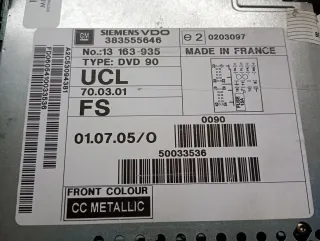 GM SIEMENS VDO
383555646
e2 0203097
No.: 13 163-935
MADE IN FRANCE
TYPE: DVD 90
UCL
70.03.01
FS
01.07.05/O
0090
50033536
FRONT COLOUR
CC METALLIC